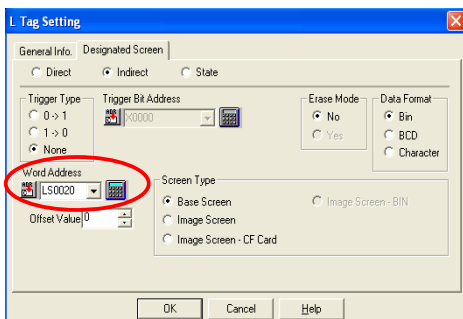 L Tag Setting
General Info. Designated Screen
Direct Indirect State
Trigger Type Trigger Bit Address Erase Mode Data Format
0 -> 1 X0000 No Bin
1 -> 0 Yes BCD
None Character
Word Address
LS0020 Screen Type
Base Screen Image Screen - BIN
Offset Value 0 Image Screen
Image Screen - CF Card
OK Cancel Help